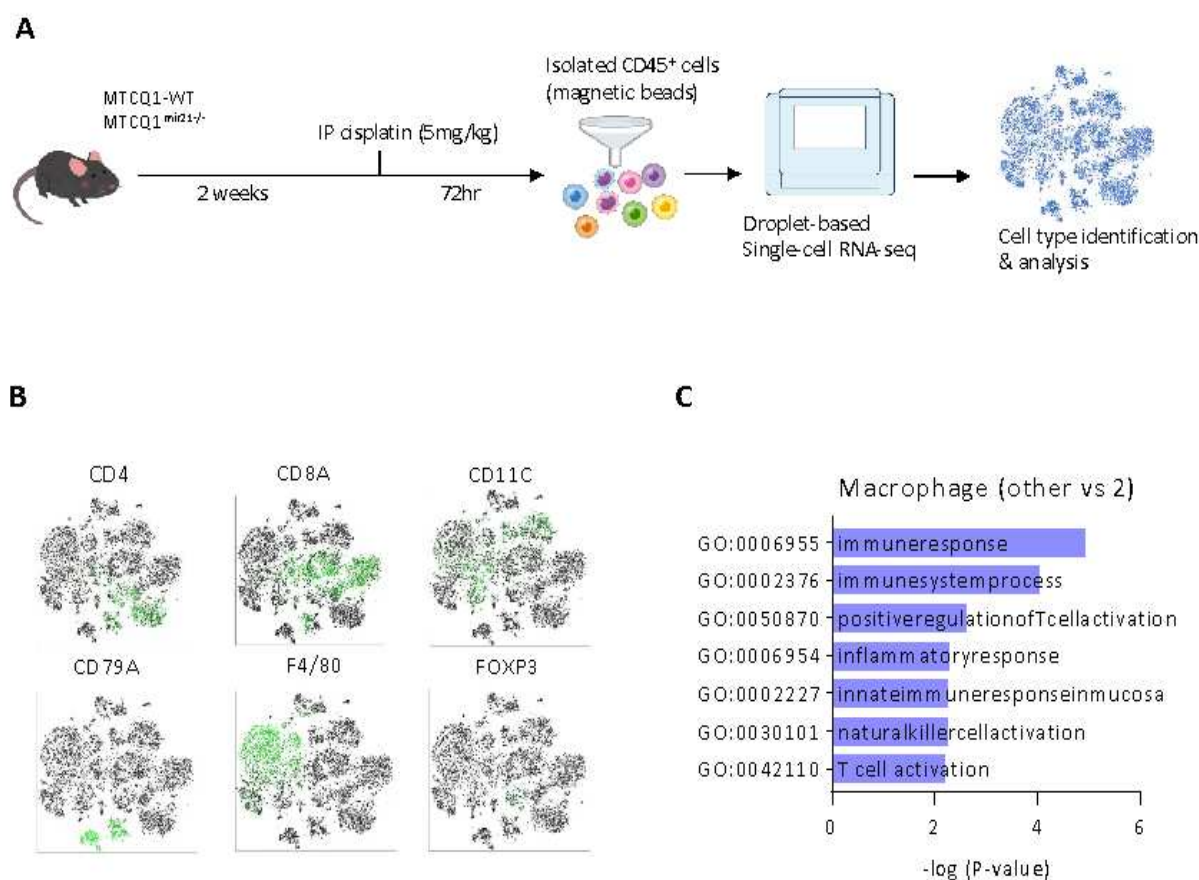 A
MTCQ1-WT
MTCQ1mir21-/-
IP cisplatin (5mg/kg)
2 weeks
72hr
Isolated CD45+ cells
(magnetic beads)
Droplet-based
Single-cell RNA-seq
Cell type identification
& analysis
B
CD4
CD8A
CD11C
CD79A
F4/80
FOXP3
C
Macrophage (other vs 2)
GO:0006955 immuneresponse
GO:0002376 immunesystemprocess
GO:0050870 positiveregulationofTcellactivation
GO:0006954 inflammatoryresponse
GO:0002227 innateimmuneresponseinmucosa
GO:0030101 naturalkillercellactivation
GO:0042110 T cell activation
0 2 4 6
-log (P-value)